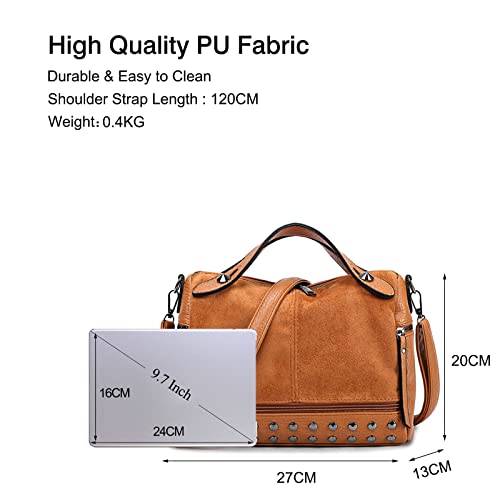 High Quality PU Fabric
Durable & Easy to Clean
Shoulder Strap Length : 120CM
Weight: 0.4KG
16CM
9.7 Inch
24CM
20CM
13CM
27CM